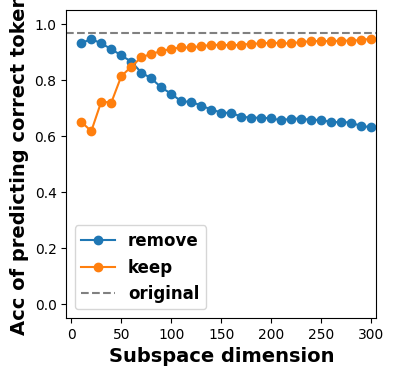 Acc of predicting correct token
1.0
0.8
0.6
0.4
0.2
0.0
remove
keep
original
0 50 100 150 200 250 300
Subspace dimension